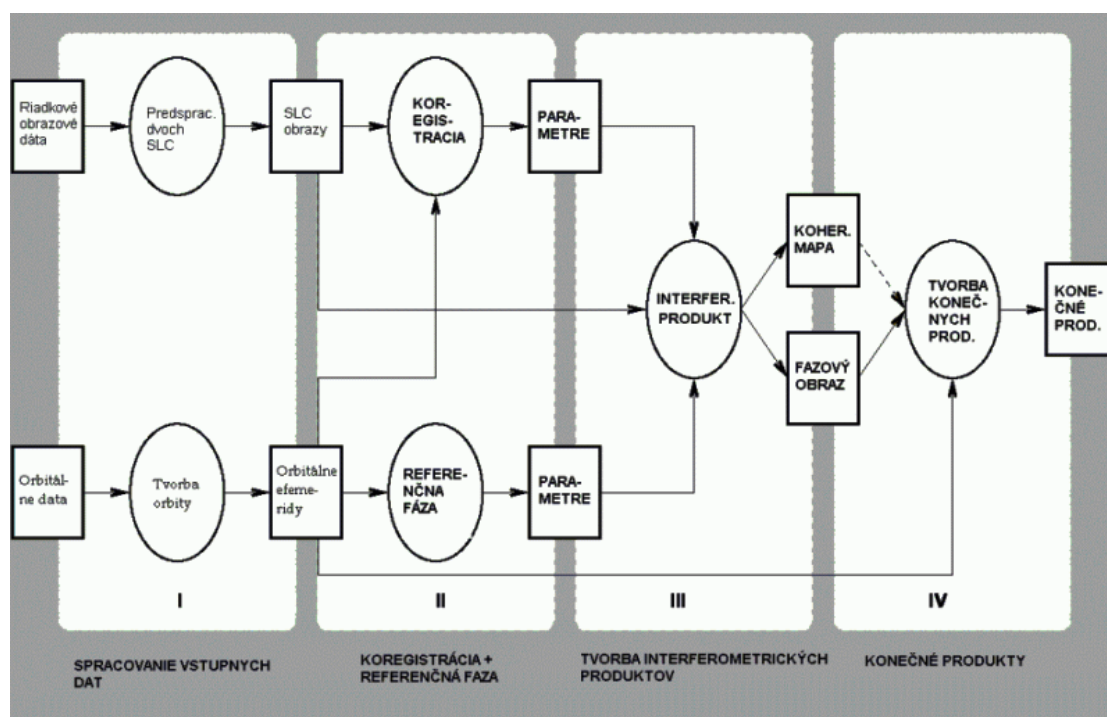 Riadkové
obrazové
dáta
Predsprac.
dvoch
SLC
SLC
obrazy
KOR-
EGIS-
TRACIA
PARA-
METRE
KOHER.
MAPA
INTERFER.
PRODUKT
TVORBA
KONEČ-
NYCH
PROD.
KONE-
ČNÉ
PROD.
FAZOVÝ
OBRAZ
Orbitál-
ne data
Tvorba
orbity
Orbitálne
efeme-
ridy
REFERE-
NČNA
FÁZA
PARA-
METRE
I
II
III
IV
SPRACOVANIE VSTUPNYCH
DAT
KOREGISTRÁCIA +
REFERENČNÁ FAZA
TVORBA INTERFEROMETRICKÝCH
PRODUKTOV
KONEČNÉ PRODUKTY